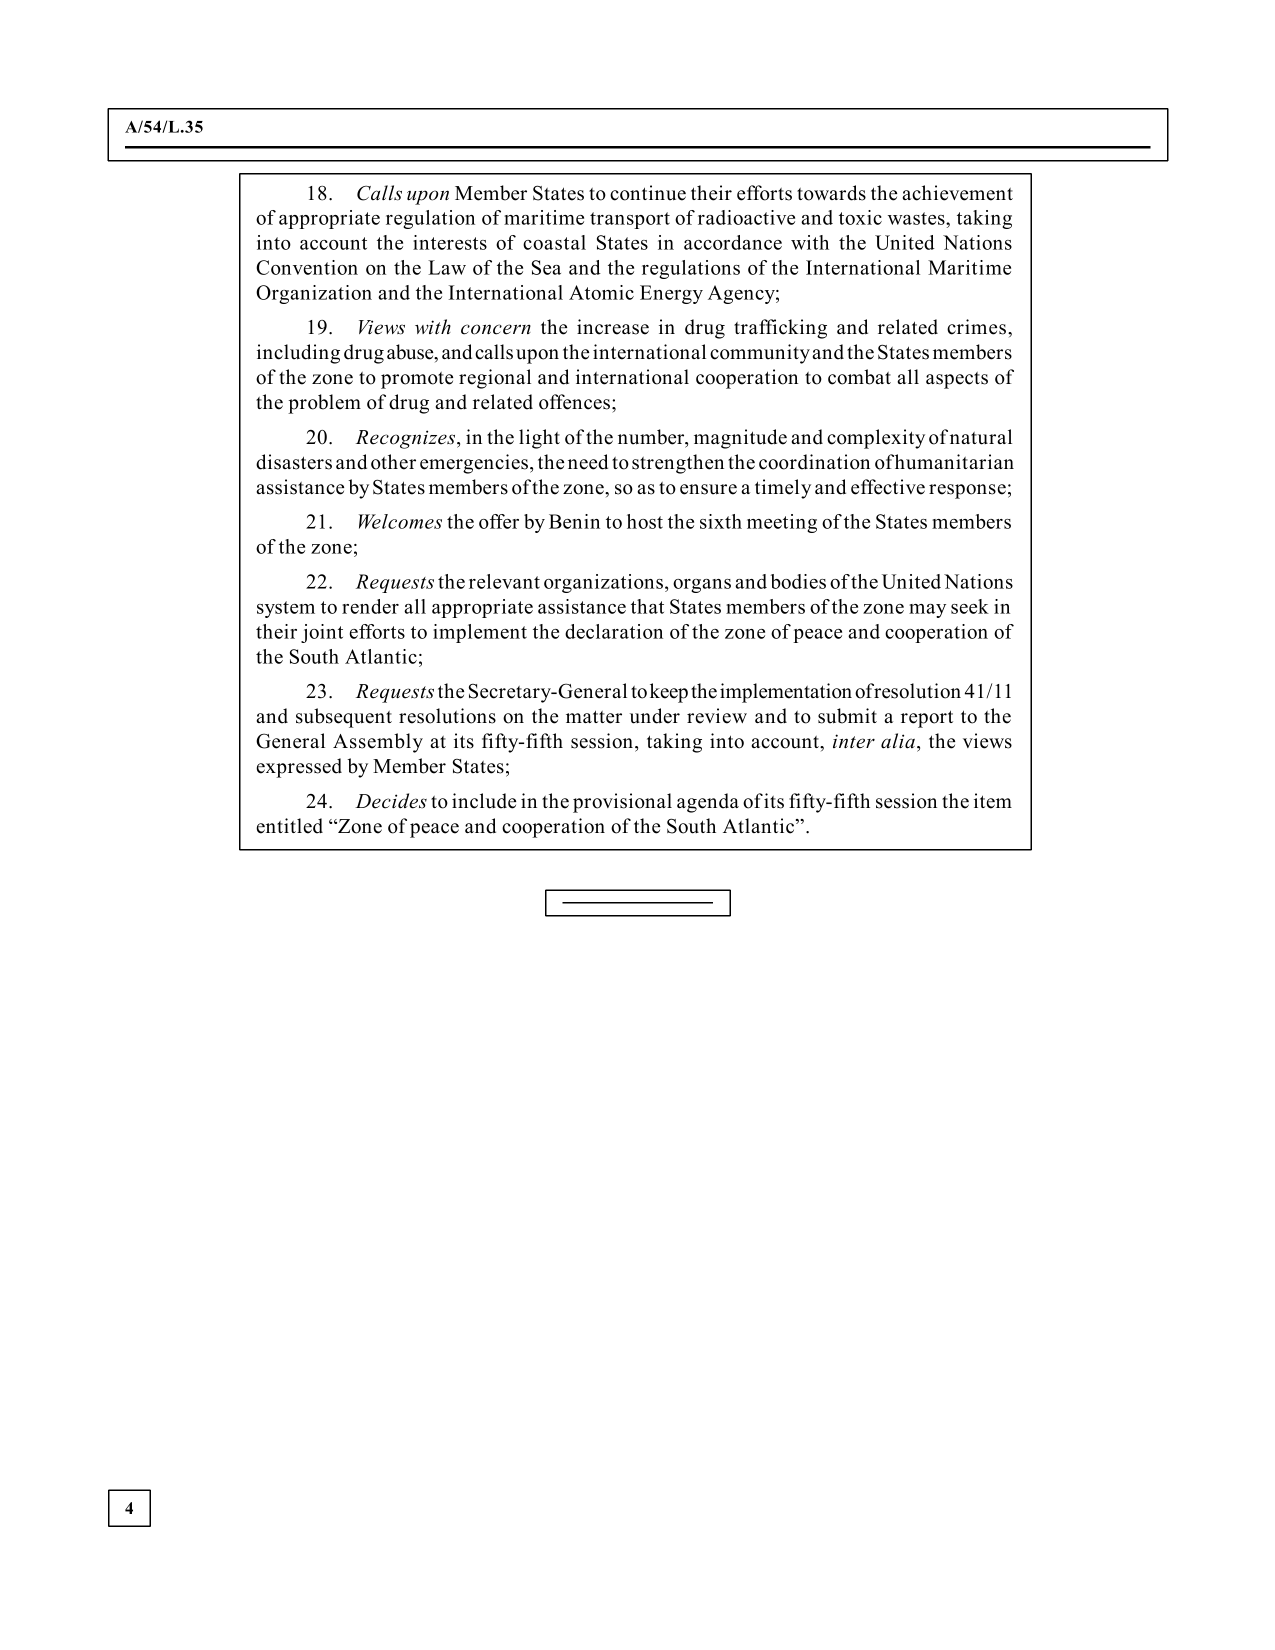 A/54/L.35
18. Calls upon Member States to continue their efforts towards the achievement
of appropriate regulation of maritime transport of radioactive and toxic wastes, taking
into account the interests of coastal States in accordance with the United Nations
Convention on the Law of the Sea and the regulations of the International Maritime
Organization and the International Atomic Energy Agency;
19. Views with concern the increase in drug trafficking and related crimes,
including drug abuse, and calls upon the international community and the States members
of the zone to promote regional and international cooperation to combat all aspects of
the problem of drug and related offences;
20. Recognizes, in the light of the number, magnitude and complexity of natural
disasters and other emergencies, the need to strengthen the coordination of humanitarian
assistance by States members of the zone, so as to ensure a timely and effective response;
21. Welcomes the offer by Benin to host the sixth meeting of the States members
of the zone;
22. Requests the relevant organizations, organs and bodies of the United Nations
system to render all appropriate assistance that States members of the zone may seek in
their joint efforts to implement the declaration of the zone of peace and cooperation of
the South Atlantic;
23. Requests the Secretary-General to keep the implementation of resolution 41/11
and subsequent resolutions on the matter under review and to submit a report to the
General Assembly at its fifty-fifth session, taking into account, inter alia, the views
expressed by Member States;
24. Decides to include in the provisional agenda of its fifty-fifth session the item
entitled “Zone of peace and cooperation of the South Atlantic”.
4